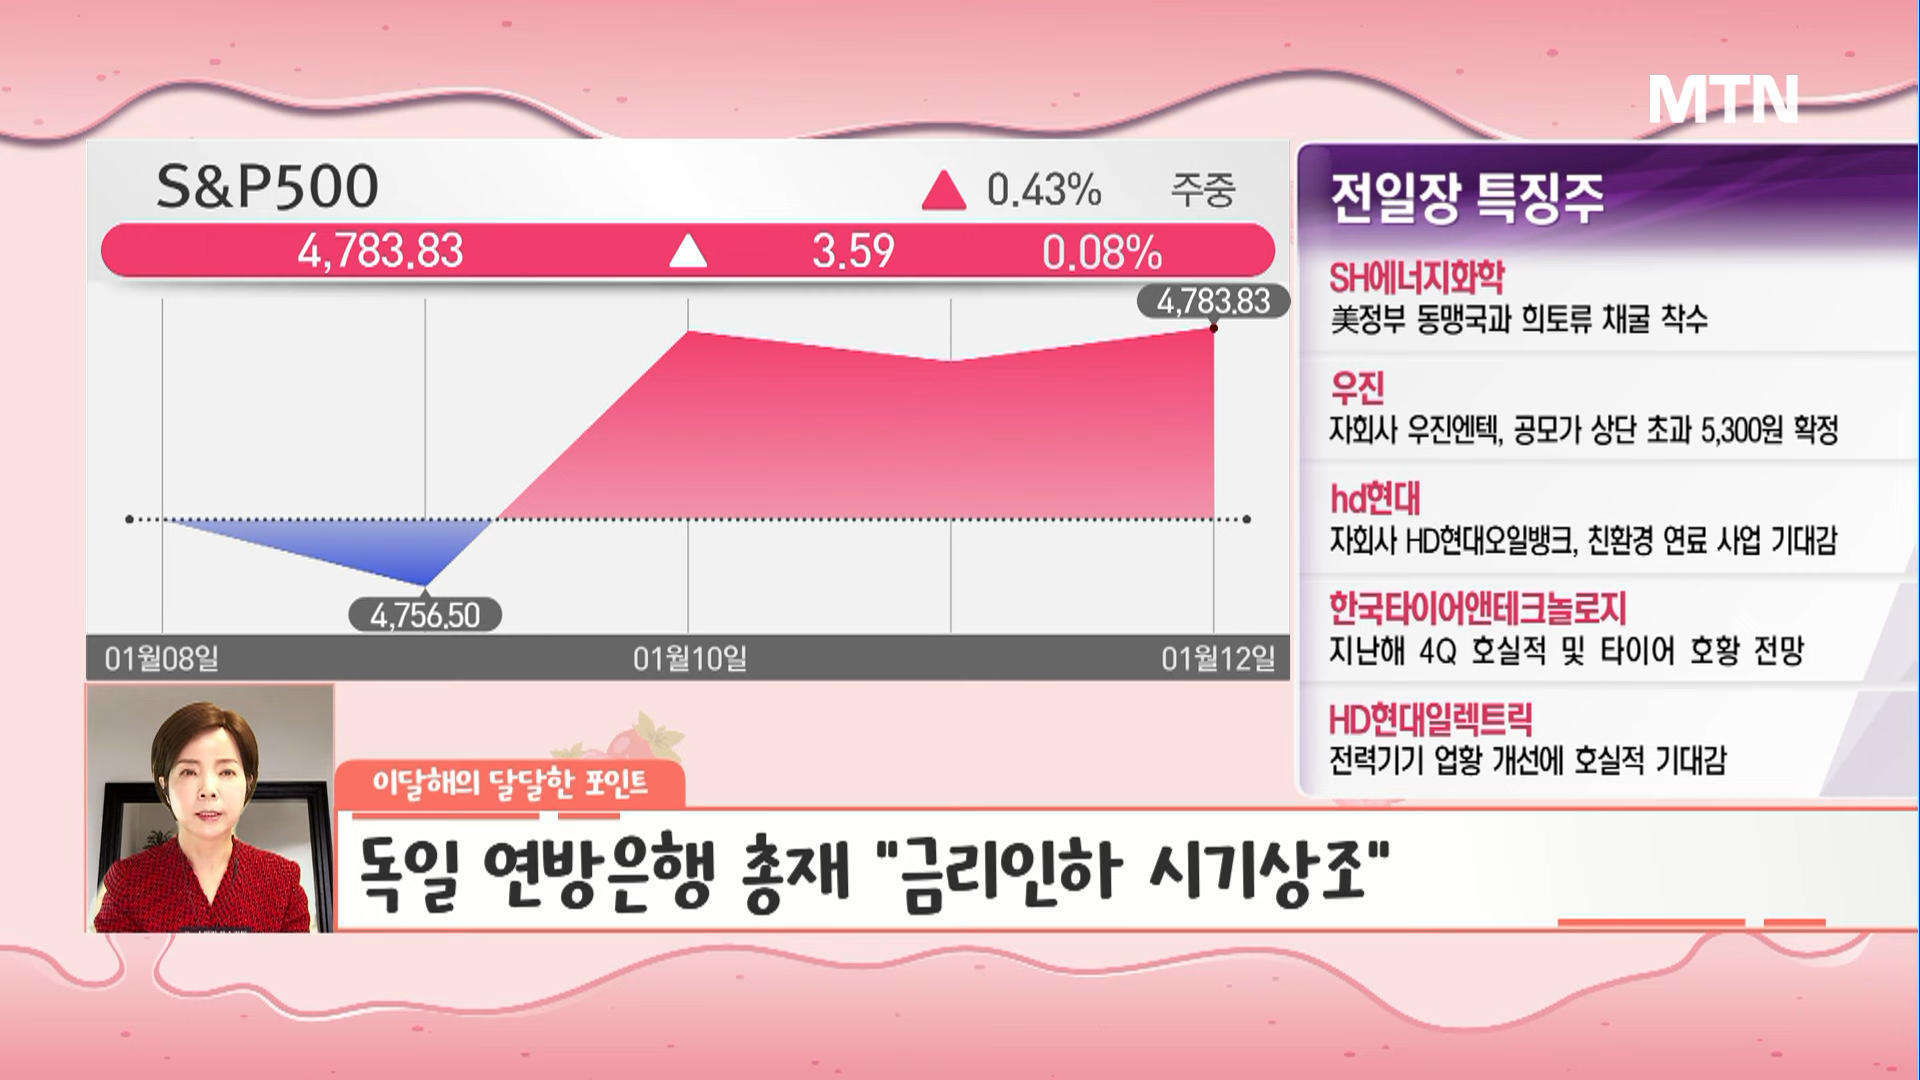 MTN
S&P500 ▲ 0.43% 주중
4,783.83 △ 3.59 0.08%
4,783.83
4,756.50
01월08일 01월10일 01월12일
전일장 특징주
SH에너지화학
美정부 동맹국과 희토류 채굴 착수
우진
자회사 우진엔텍, 공모가 상단 초과 5,300원 확정
hd현대
자회사 HD현대오일뱅크, 친환경 연료 사업 기대감
한국타이어앤테크놀로지
지난해 4Q 호실적 및 타이어 호황 전망
HD현대일렉트릭
전력기기 업황 개선에 호실적 기대감
이달해의 달달한 포인트
독일 연방은행 총재 "금리인하 시기상조"